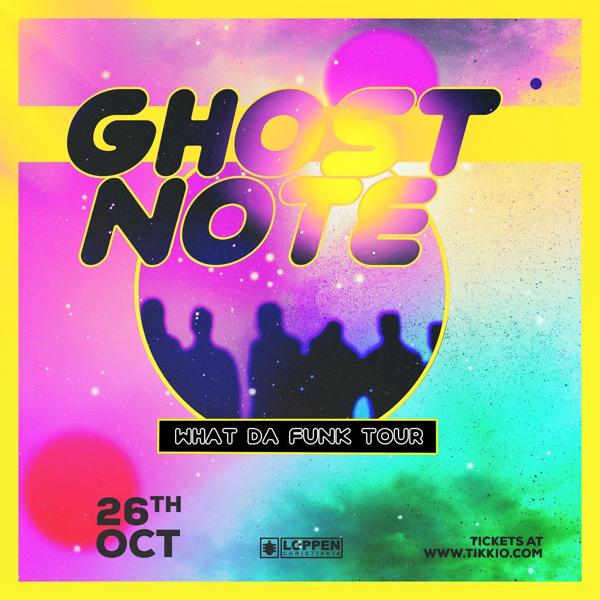 GHOST
NOTE
WHAT DA FUNK TOUR
26TH
OCT
LOPPEN
CHRISTIANIA
TICKETS AT
WWW.TIKKIO.COM